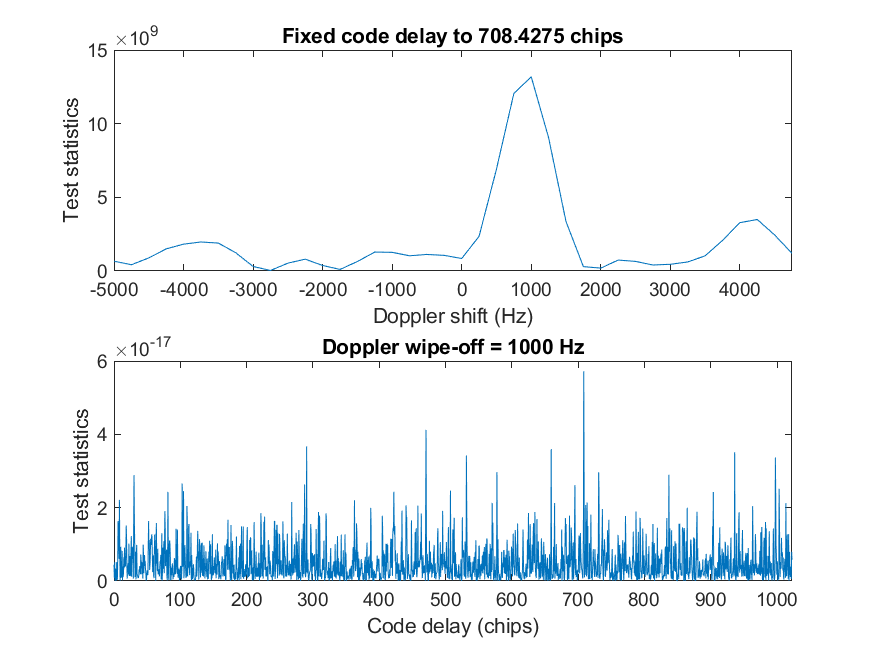 Fixed code delay to 708.4275 chips
×10⁹
15
10
5
0
Test statistics
-5000 -4000 -3000 -2000 -1000 0 1000 2000 3000 4000
Doppler shift (Hz)
Doppler wipe-off = 1000 Hz
×10⁻¹⁷
6
4
2
0
Test statistics
0 100 200 300 400 500 600 700 800 900 1000
Code delay (chips)